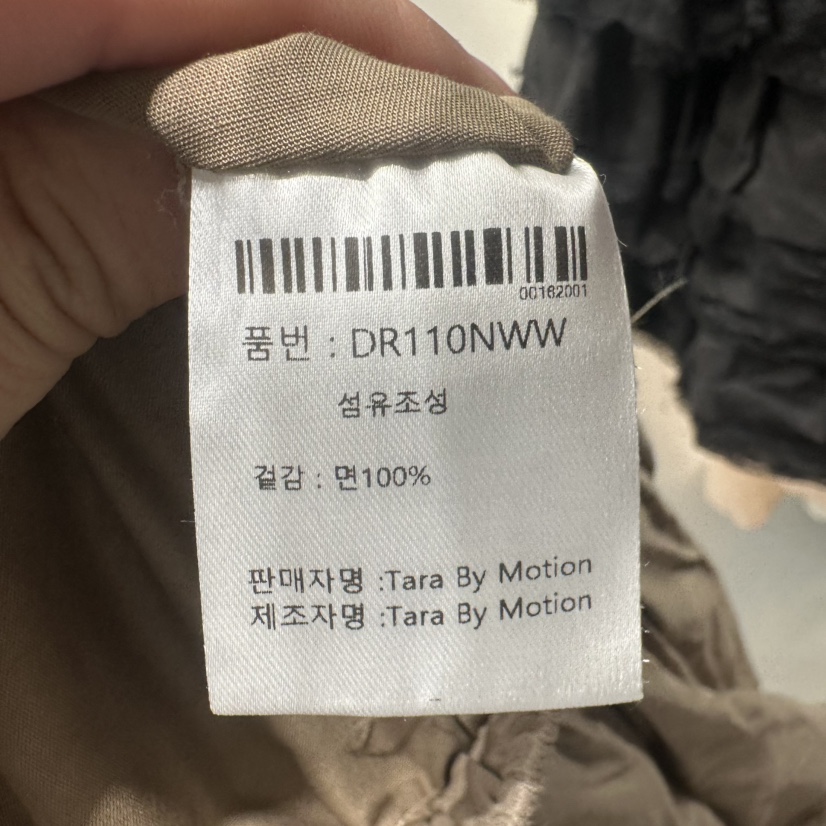 00162001
품번 : DR110NWW
섬유조성
겉감 : 면100%
판매자명 :Tara By Motion
제조자명 :Tara By Motion